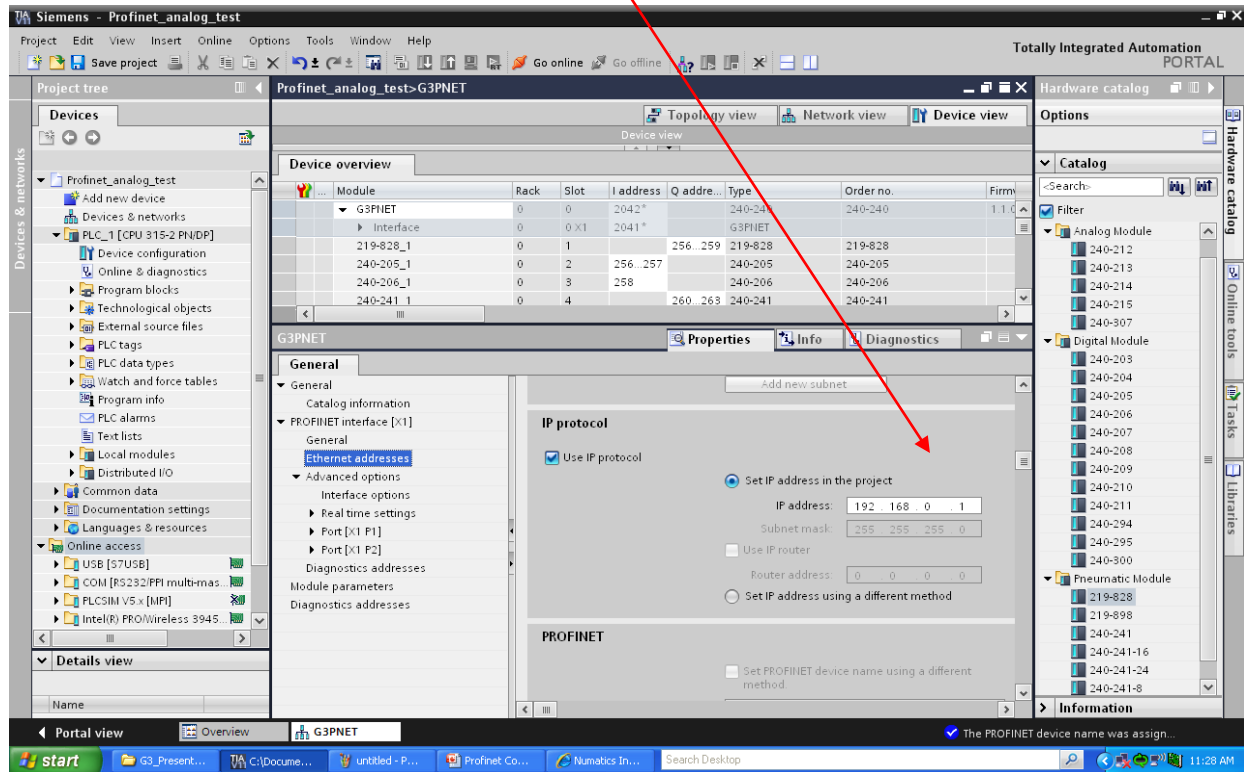 Siemens - Profinet_analog_test
Project Edit View Insert Online Options Tools Window Help
Totally Integrated Automation
PORTAL
Save project Go online Go offline
Project tree
Devices
Devices & networks
Profinet_analog_test
Add new device
Devices & networks
PLC_1 [CPU 315-2 PN/DP]
Device configuration
Online & diagnostics
Program blocks
Technological objects
External source files
PLC tags
PLC data types
Watch and force tables
Program info
PLC alarms
Text lists
Local modules
Distributed I/O
Common data
Documentation settings
Languages & resources
Online access
USB [S7USB]
COM [RS232/PPI multi-mas...
PLCSIM V5.x [MPI]
Intel(R) PRO/Wireless 3945...
Details view
Name
Profinet_analog_test>G3PNET
Topology view Network view Device view
Device view
Device overview
... Module Rack Slot I address Q addre... Type Order no. Firm
G3PNET 0 0 2042* 240-240 240-240 1.1.0
Interface 0 0 X1 2041* G3PNET
219-828_1 0 1 256...259 219-828 219-828
240-205_1 0 2 256...257 240-205 240-205
240-206_1 0 3 258 240-206 240-206
240-241_1 0 4 260...263 240-241 240-241
G3PNET
Properties Info Diagnostics
General
General
Catalog information
PROFINET interface [X1]
General
Ethernet addresses
Advanced options
Interface options
Real time settings
Port [X1 P1]
Port [X1 P2]
Diagnostics addresses
Module parameters
Diagnostics addresses
Add new subnet
IP protocol
Use IP protocol
Set IP address in the project
IP address: 192 . 168 . 0 . 1
Subnet mask: 255 . 255 . 255 . 0
Use IP router
Router address: 0 . 0 . 0 . 0
Set IP address using a different method
PROFINET
Set PROFINET device name using a different
method
Hardware catalog
Options
Catalog
<Search>
Filter
Analog Module
240-212
240-213
240-214
240-215
240-307
Digital Module
240-203
240-204
240-205
240-206
240-207
240-208
240-209
240-210
240-211
240-294
240-295
240-300
Pneumatic Module
219-828
219-898
240-241
240-241-16
240-241-24
240-241-8
Information
Hardware catalog
Online tools
Tasks
Libraries
Portal view Overview G3PNET The PROFINET device name was assign...
start G3_Present... C:\Docume... untitled - P... Profinet Co... Numatics In... Search Desktop 11:28 AM